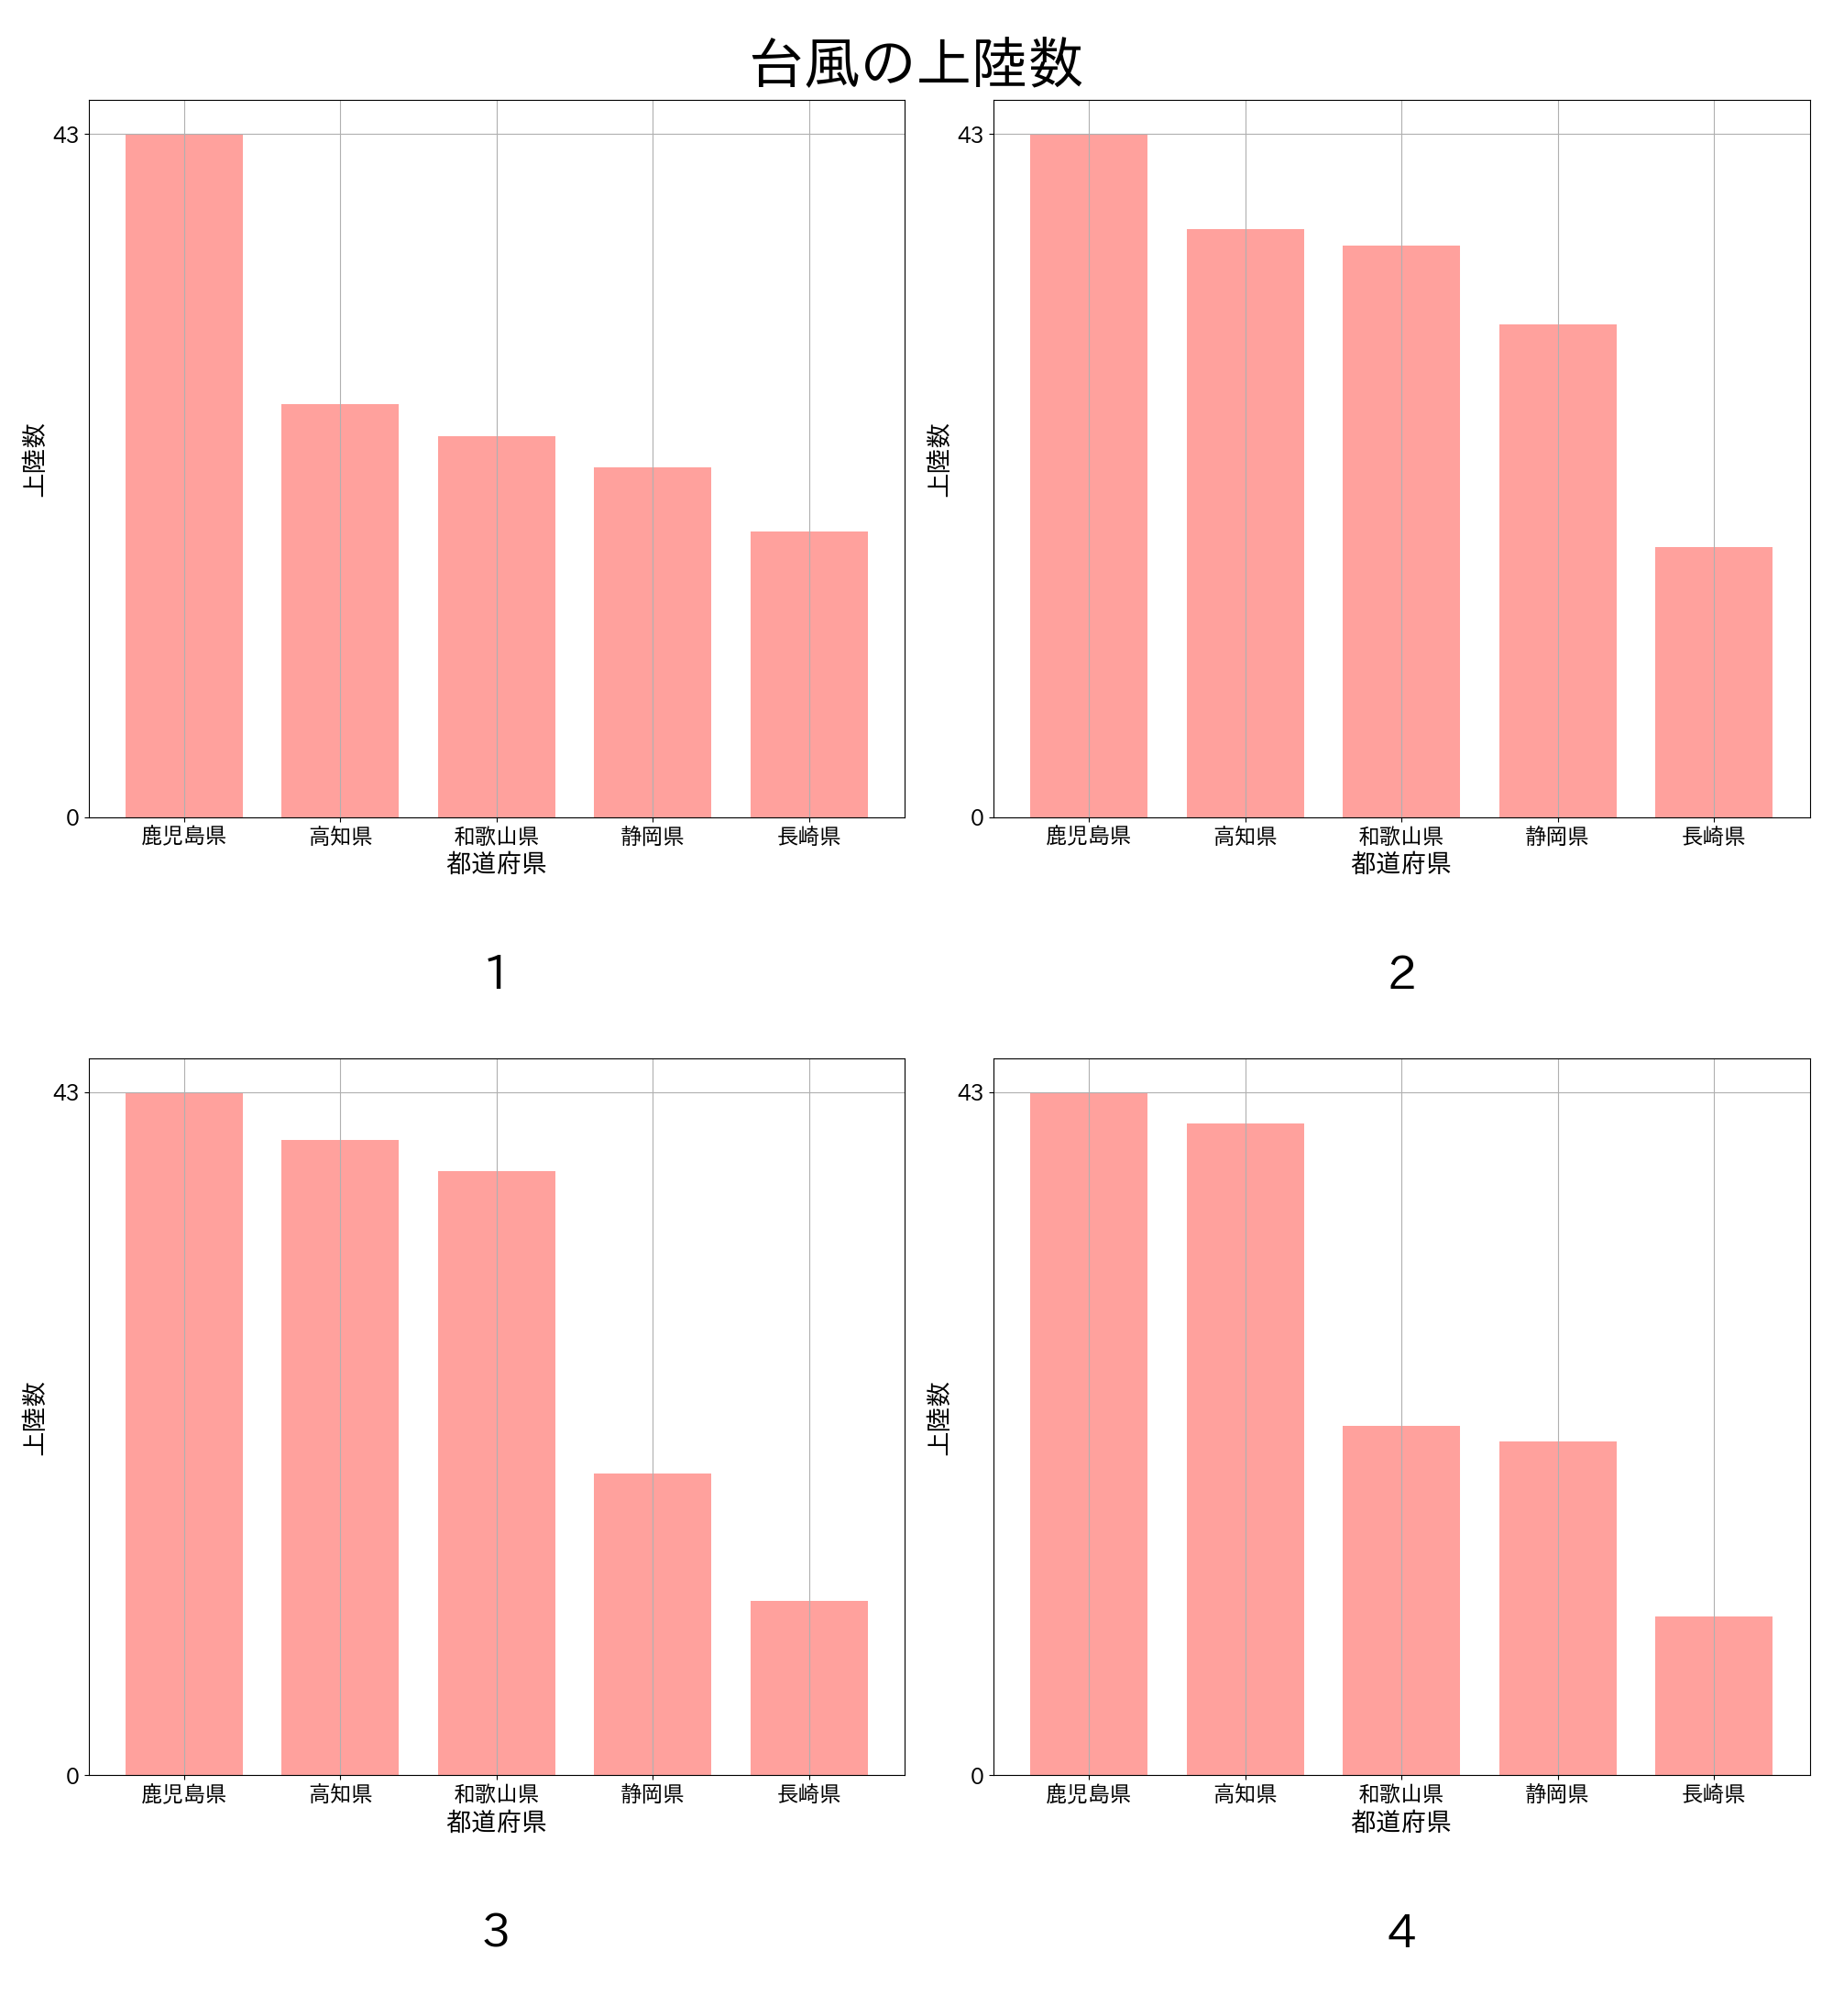 台風の上陸数
43
0
上陸数
鹿児島県 高知県 和歌山県 静岡県 長崎県
都道府県
1
43
0
上陸数
鹿児島県 高知県 和歌山県 静岡県 長崎県
都道府県
2
43
0
上陸数
鹿児島県 高知県 和歌山県 静岡県 長崎県
都道府県
3
43
0
上陸数
鹿児島県 高知県 和歌山県 静岡県 長崎県
都道府県
4